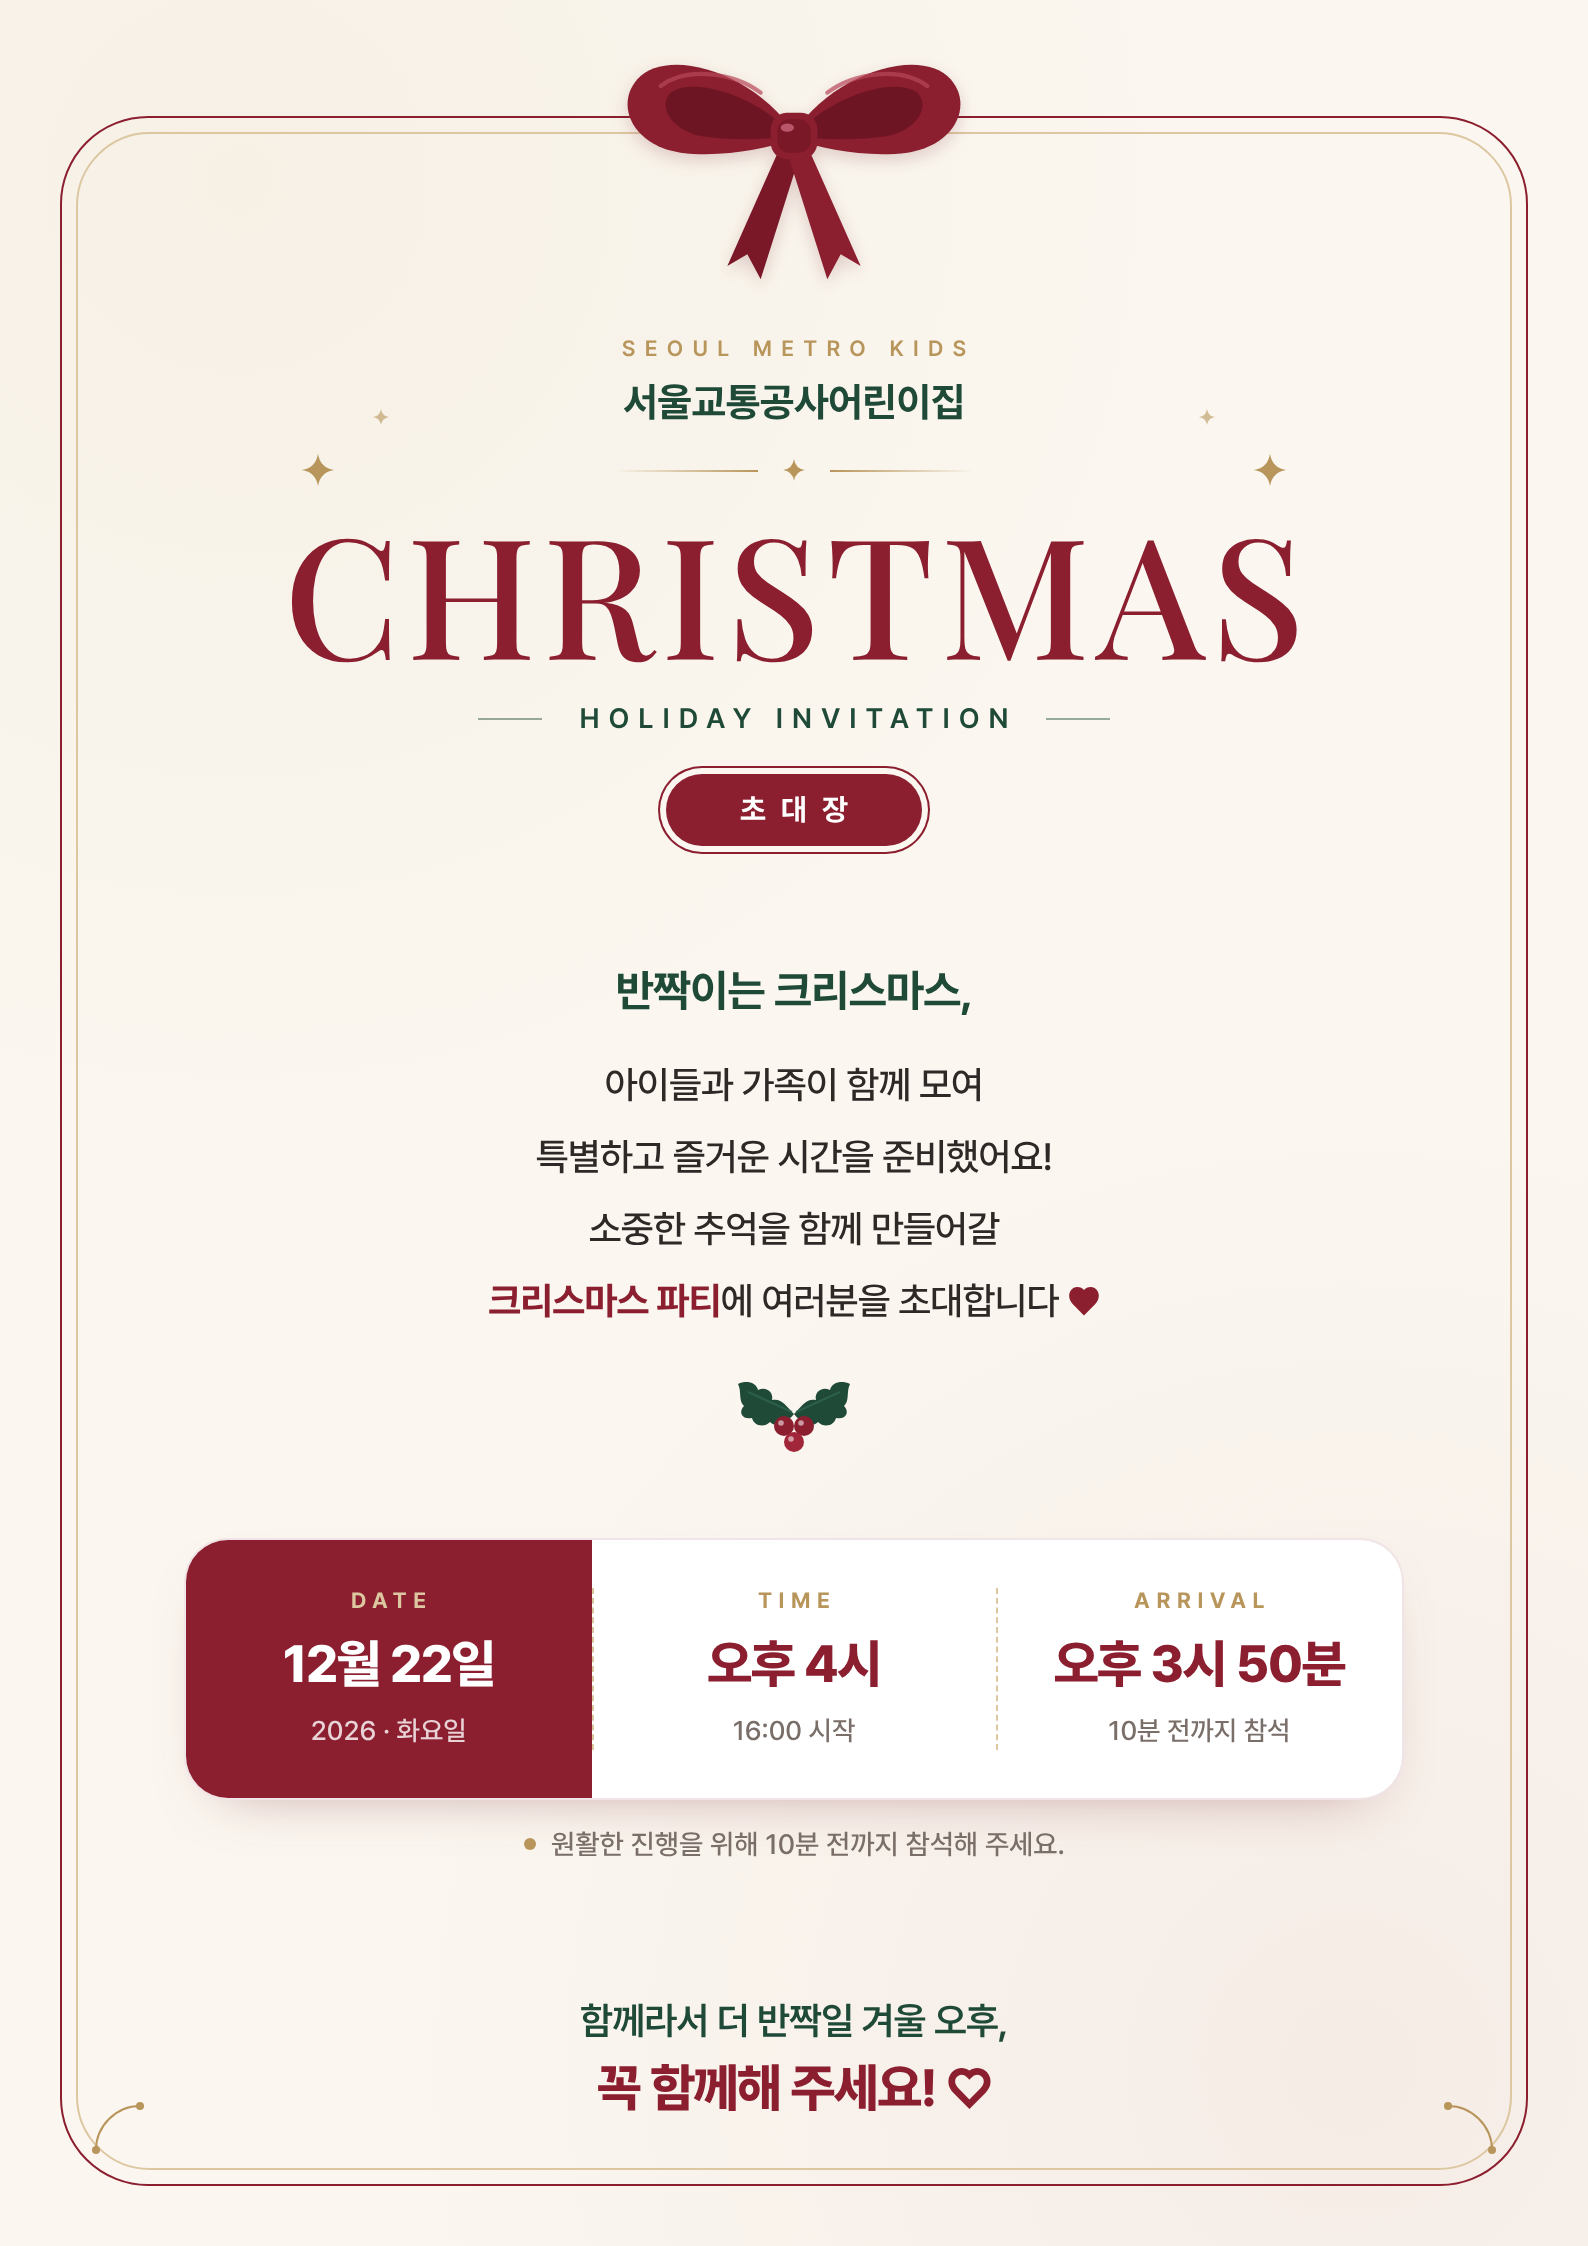 SEOUL METRO KIDS
서울교통공사어린이집
CHRISTMAS
HOLIDAY INVITATION
초대장
반짝이는 크리스마스,
아이들과 가족이 함께 모여
특별하고 즐거운 시간을 준비했어요!
소중한 추억을 함께 만들어갈
크리스마스 파티에 여러분을 초대합니다 ♥
DATE
12월 22일
2026 · 화요일
TIME
오후 4시
16:00 시작
ARRIVAL
오후 3시 50분
10분 전까지 참석
원활한 진행을 위해 10분 전까지 참석해 주세요.
함께라서 더 반짝일 겨울 오후,
꼭 함께해 주세요! ♡